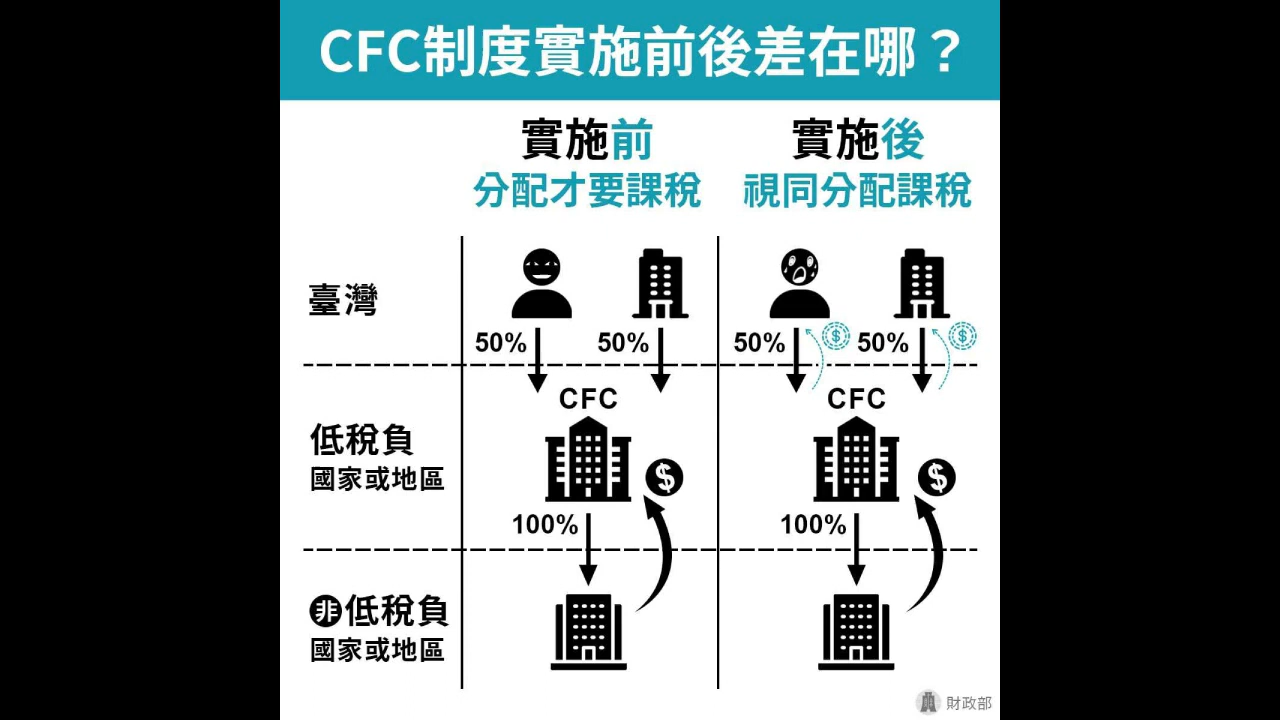 CFC制度實施前後差在哪？
實施前
分配才要課稅
實施後
視同分配課稅
臺灣
50%
50%
50%
$
50%
$
低稅負
國家或地區
CFC
$
100%
CFC
$
100%
非低稅負
國家或地區
財政部